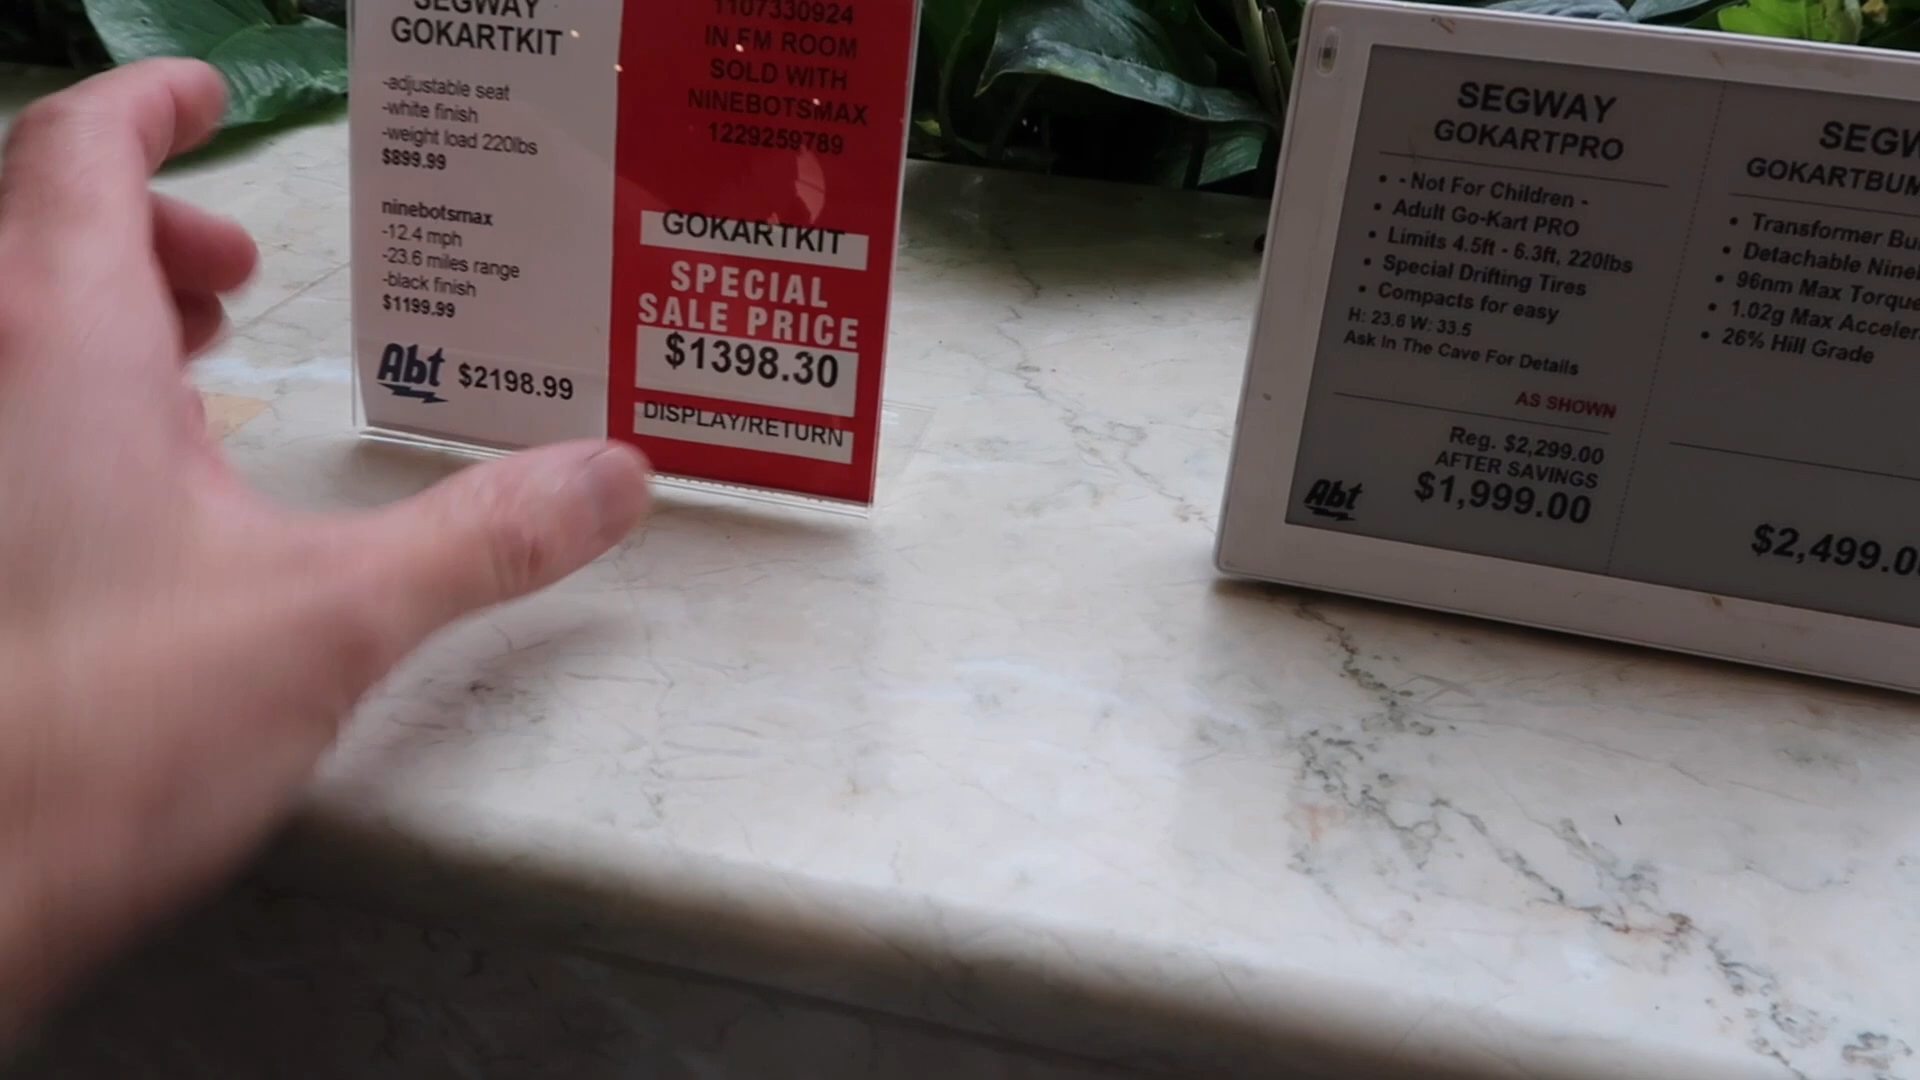 SEGWAY
GOKARTKIT
-adjustable seat
-white finish
-weight load 220lbs
$899.99
ninebotsmax
-12.4 mph
-23.6 miles range
-black finish
$1199.99
Abt $2198.99
1107330924
IN FM ROOM
SOLD WITH
NINEBOTSMAX
1229259789
GOKARTKIT
SPECIAL
SALE PRICE
$1398.30
DISPLAY/RETURN
SEGWAY
GOKARTPRO
• - Not For Children -
• Adult Go-Kart PRO
• Limits 4.5ft - 6.3ft, 220lbs
• Special Drifting Tires
• Compacts for easy
H: 23.6 W: 33.5
Ask In The Cave For Details
AS SHOWN
Reg. $2,299.00
AFTER SAVINGS
Abt $1,999.00
SEGW
GOKARTBUM
• Transformer Bu
• Detachable Nine
• 96nm Max Torque
• 1.02g Max Acceler
• 26% Hill Grade
$2,499.0